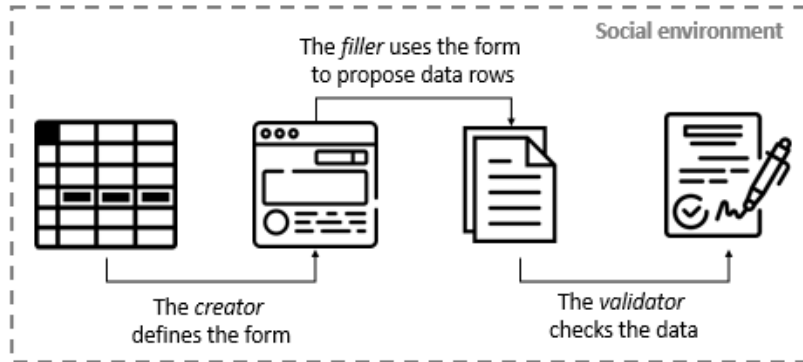 Social environment
The filler uses the form
to propose data rows
The creator
defines the form
The validator
checks the data